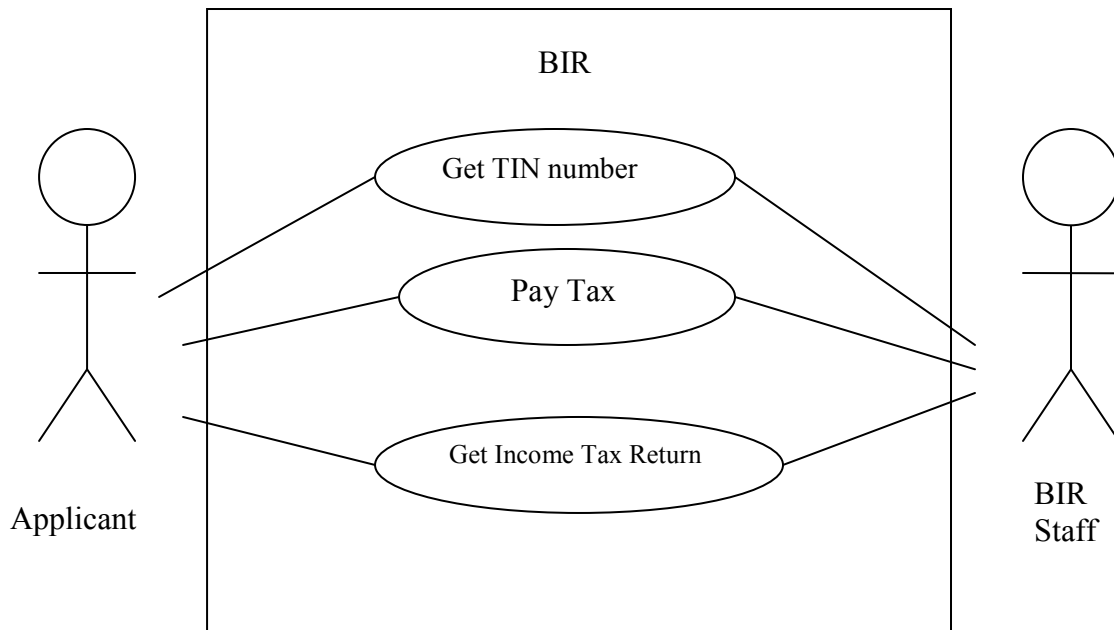 BIR
Get TIN number
Pay Tax
Get Income Tax Return
Applicant
BIR
Staff